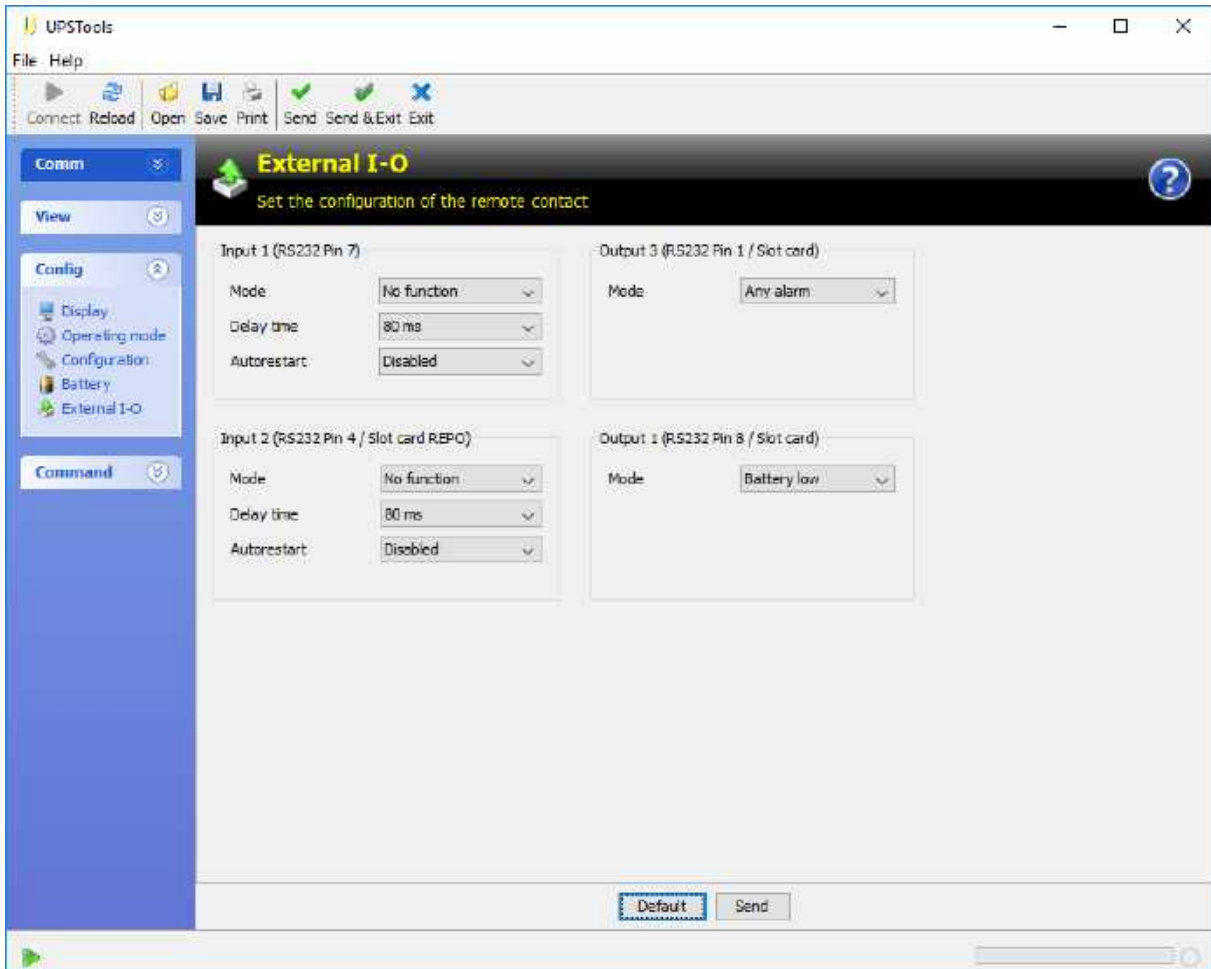 UPSTools
File Help
Connect Reload Open Save Print Send Send & Exit Exit
Comm
View
Config
Display
Operating mode
Configuration
Battery
External I-O
Command
External I-O
Set the configuration of the remote contact
?
Input 1 (RS232 Pin 7)
Mode No function
Delay time 80 ms
Autorestart Disabled
Output 3 (RS232 Pin 1 / Slot card)
Mode Any alarm
Input 2 (RS232 Pin 4 / Slot card REPO)
Mode No function
Delay time 80 ms
Autorestart Disabled
Output 1 (RS232 Pin 8 / Slot card)
Mode Battery low
Default Send